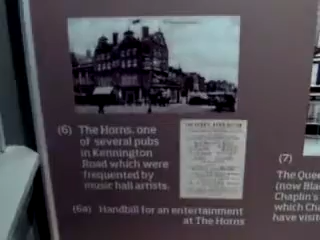 (6) The Horns, one
of several pubs
in Kennington
Road which were
frequented by
music hall artists.
(6a) Handbill for an entertainment
at The Horns
(7)
The Quee
(now Bla
Chaplin's
which Cha
have visit